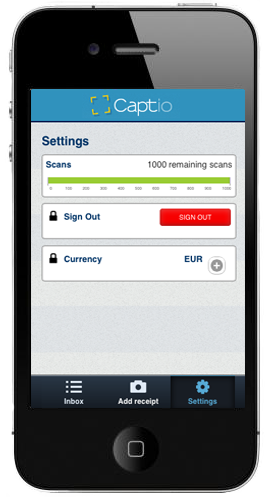 Captio
Settings
Scans 1000 remaining scans
0 100 200 300 400 500 600 700 800 900 1000
Sign Out SIGN OUT
Currency EUR
Inbox Add receipt Settings